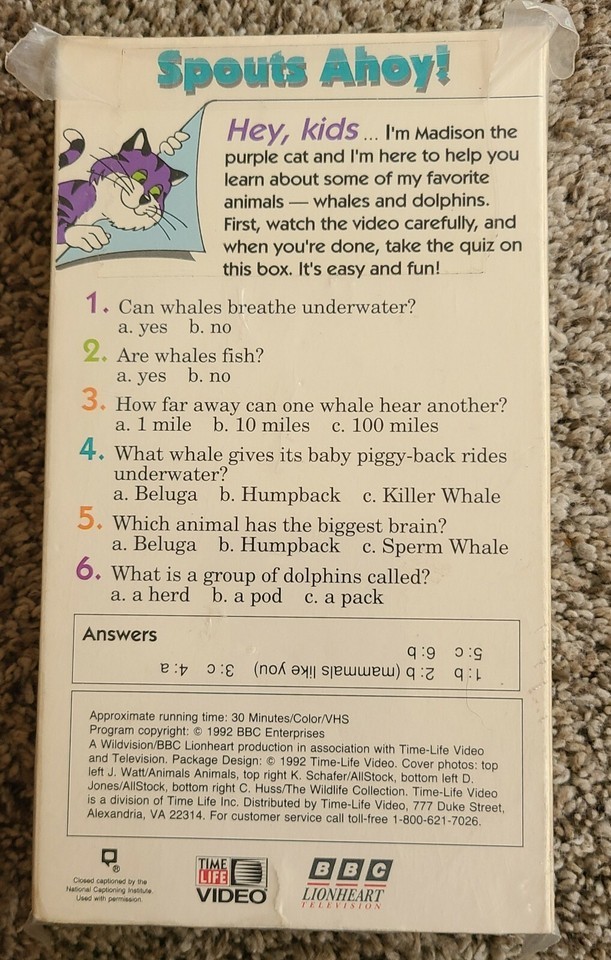 Spouts Ahoy!
Hey, kids ... I'm Madison the
purple cat and I'm here to help you
learn about some of my favorite
animals — whales and dolphins.
First, watch the video carefully, and
when you're done, take the quiz on
this box. It's easy and fun!
1. Can whales breathe underwater?
a. yes b. no
2. Are whales fish?
a. yes b. no
3. How far away can one whale hear another?
a. 1 mile b. 10 miles c. 100 miles
4. What whale gives its baby piggy-back rides
underwater?
a. Beluga b. Humpback c. Killer Whale
5. Which animal has the biggest brain?
a. Beluga b. Humpback c. Sperm Whale
6. What is a group of dolphins called?
a. a herd b. a pod c. a pack
Answers
1: b 2: b (mammals like you) 3: c 4: a
5: c 6: b
Approximate running time: 30 Minutes/Color/VHS
Program copyright: © 1992 BBC Enterprises
A Wildvision/BBC Lionheart production in association with Time-Life Video
and Television. Package Design: © 1992 Time-Life Video. Cover photos: top
left J. Watt/Animals Animals, top right K. Schafer/AllStock, bottom left D.
Jones/AllStock, bottom right C. Huss/The Wildlife Collection. Time-Life Video
is a division of Time Life Inc. Distributed by Time-Life Video, 777 Duke Street,
Alexandria, VA 22314. For customer service call toll-free 1-800-621-7026.
®
Closed captioned by the
National Captioning Institute.
Used with permission.
TIME
LIFE
VIDEO
BBC
LIONHEART
TELEVISION